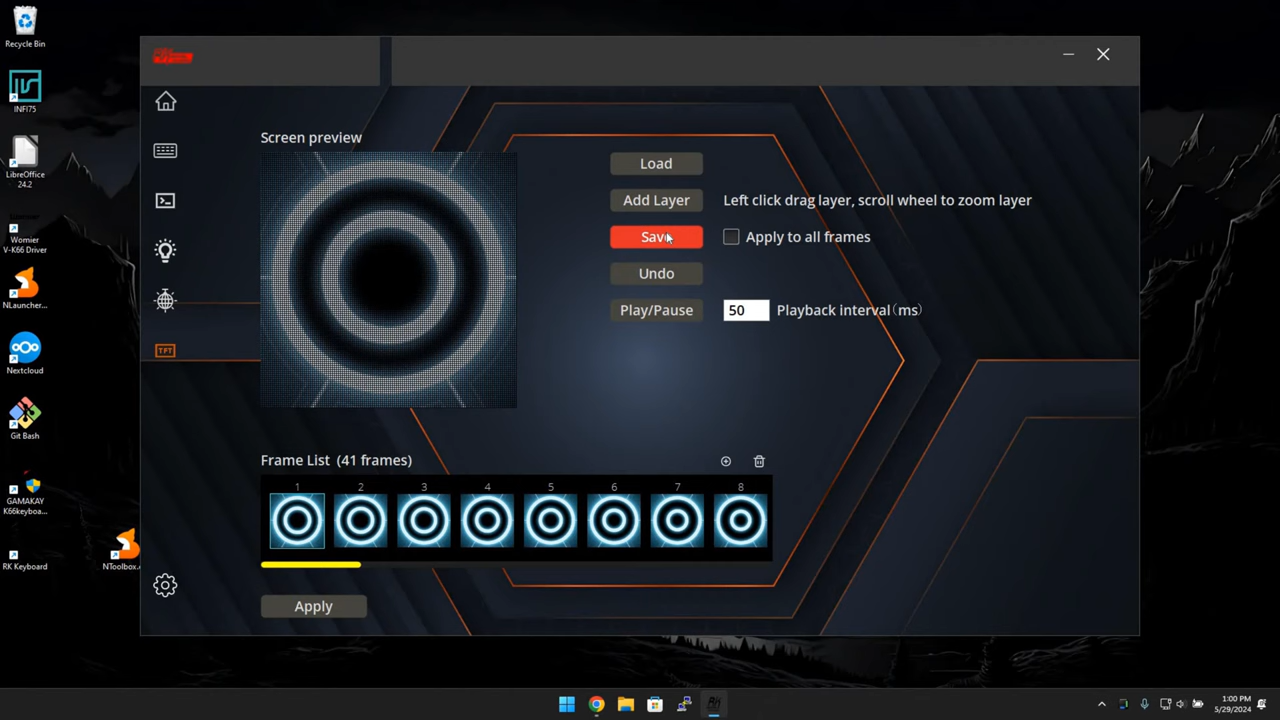 Recycle Bin
INFI75
LibreOffice
24.2
Womier
V-K66 Driver
NLauncher...
Nextcloud
Git Bash
GAMAKAY
K66keyboa...
RK Keyboard
NToolbox.
Screen preview
Load
Add Layer
Left click drag layer, scroll wheel to zoom layer
Save
Apply to all frames
Undo
Play/Pause
50
Playback interval(ms)
TFT
Frame List (41 frames)
1 2 3 4 5 6 7 8
Apply
1:00 PM
5/29/2024